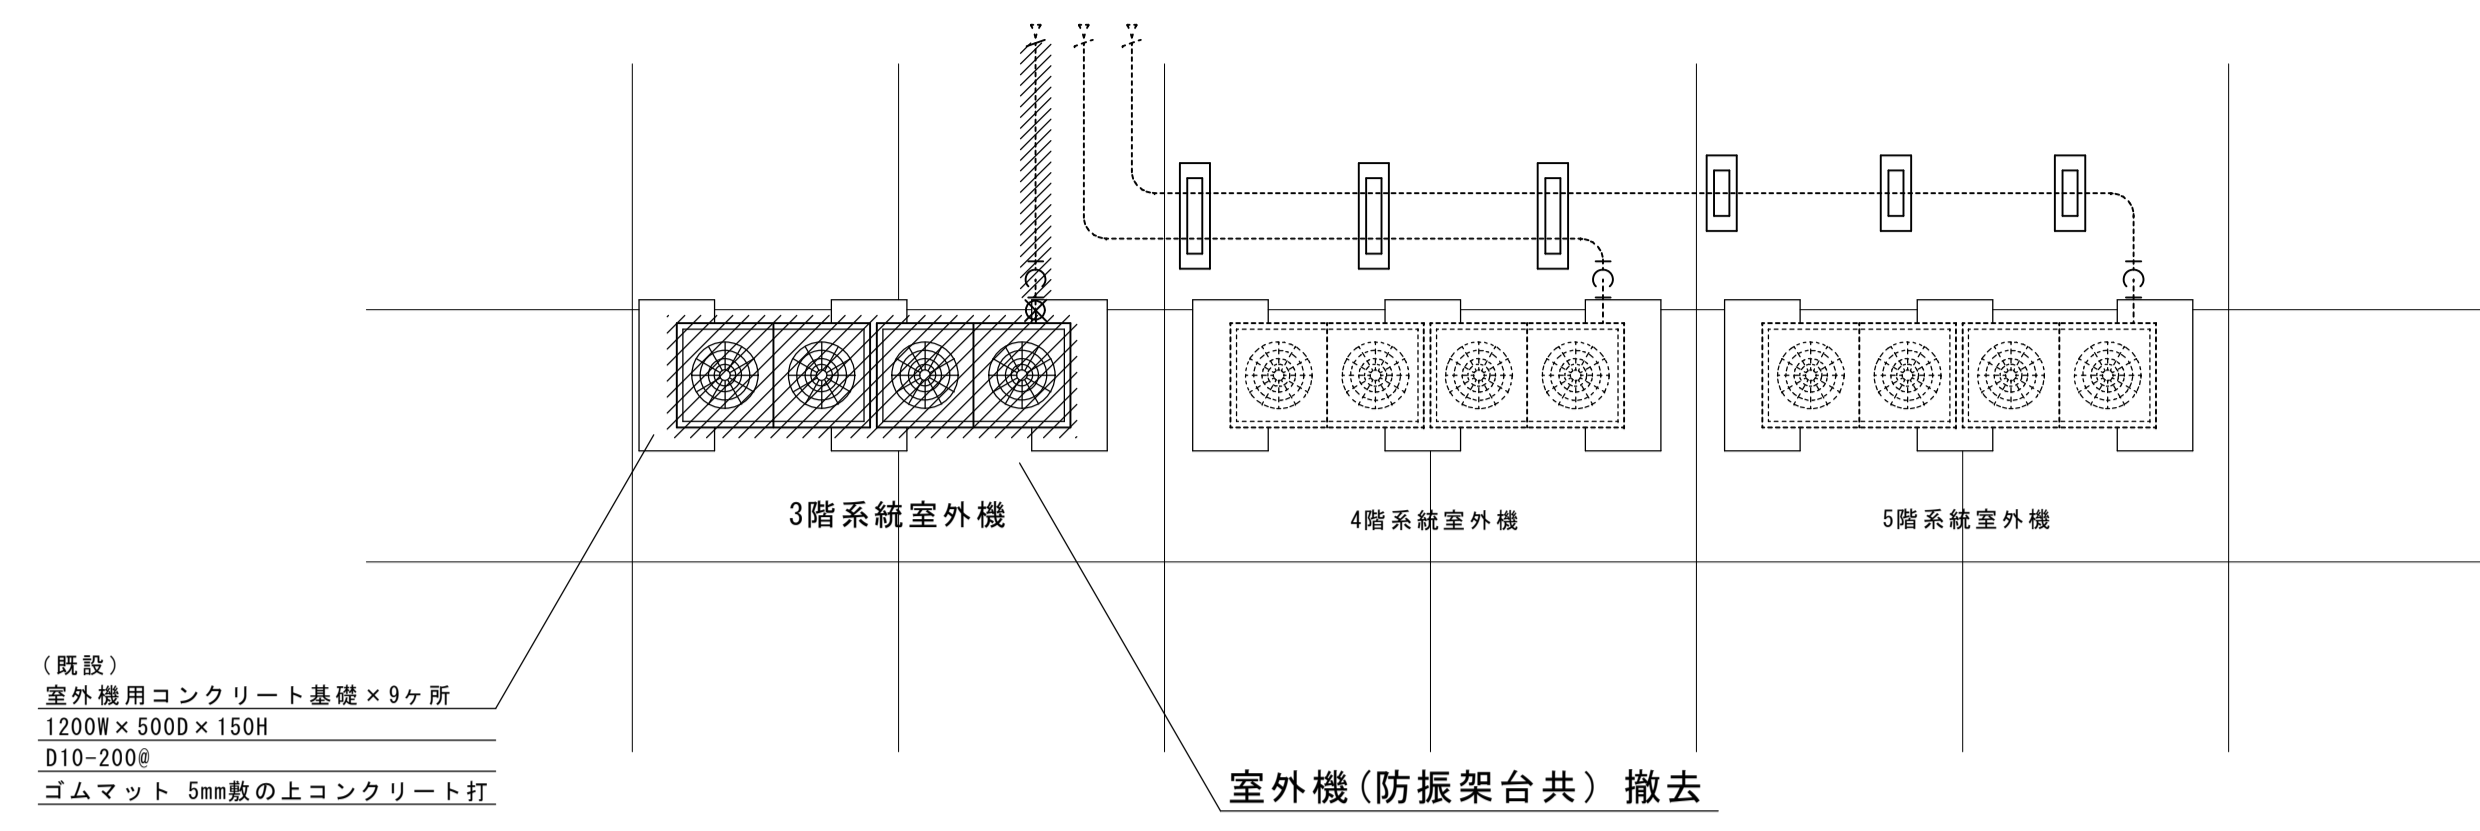 3階系統室外機
4階系統室外機
5階系統室外機
(既設)
室外機用コンクリート基礎×9ヶ所
1200W×500D×150H
D10-200@
ゴムマット 5mm敷の上コンクリート打
室外機(防振架台共) 撤去